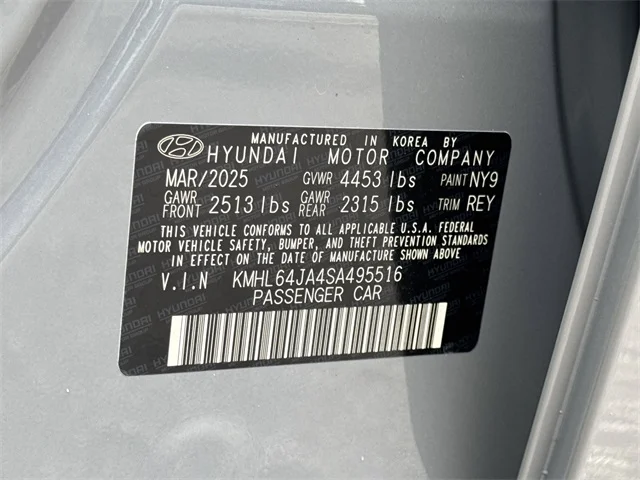 MANUFACTURED IN KOREA BY
HYUNDAI MOTOR COMPANY
MAR/2025 GVWR 4453 lbs PAINT NY9
GAWR FRONT 2513 lbs GAWR REAR 2315 lbs TRIM REY
THIS VEHICLE CONFORMS TO ALL APPLICABLE U.S.A. FEDERAL
MOTOR VEHICLE SAFETY, BUMPER, AND THEFT PREVENTION STANDARDS
IN EFFECT ON THE DATE OF MANUFACTURE SHOWN ABOVE
V.I.N KMHL64JA4SA495516
PASSENGER CAR